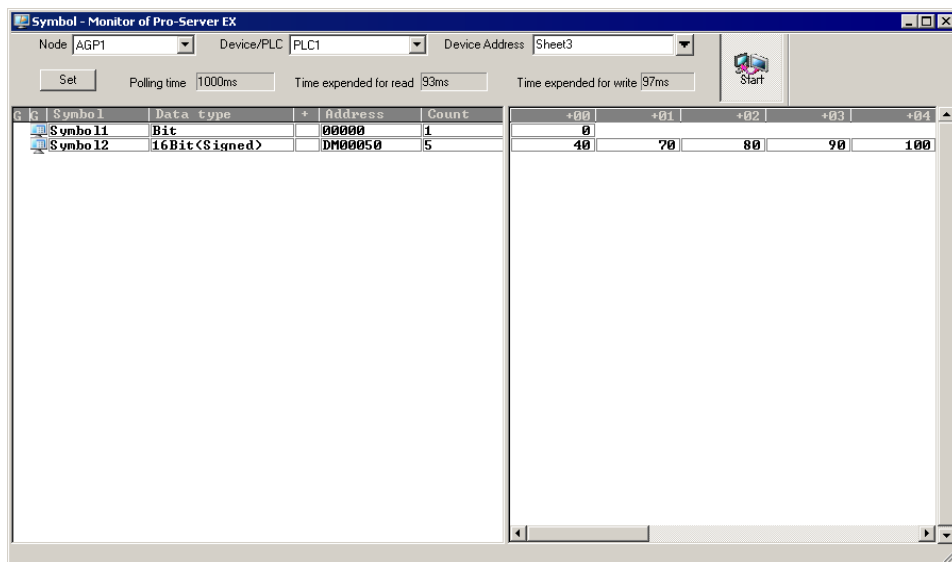 Symbol - Monitor of Pro-Server EX
Node AGP1 Device/PLC PLC1 Device Address Sheet3
Set Polling time 1000ms Time expended for read 93ms Time expended for write 97ms Start
G G Symbol Data type + Address Count +00 +01 +02 +03 +04
Symbol1 Bit 00000 1 0
Symbol2 16Bit(Signed) DM00050 5 40 70 80 90 100